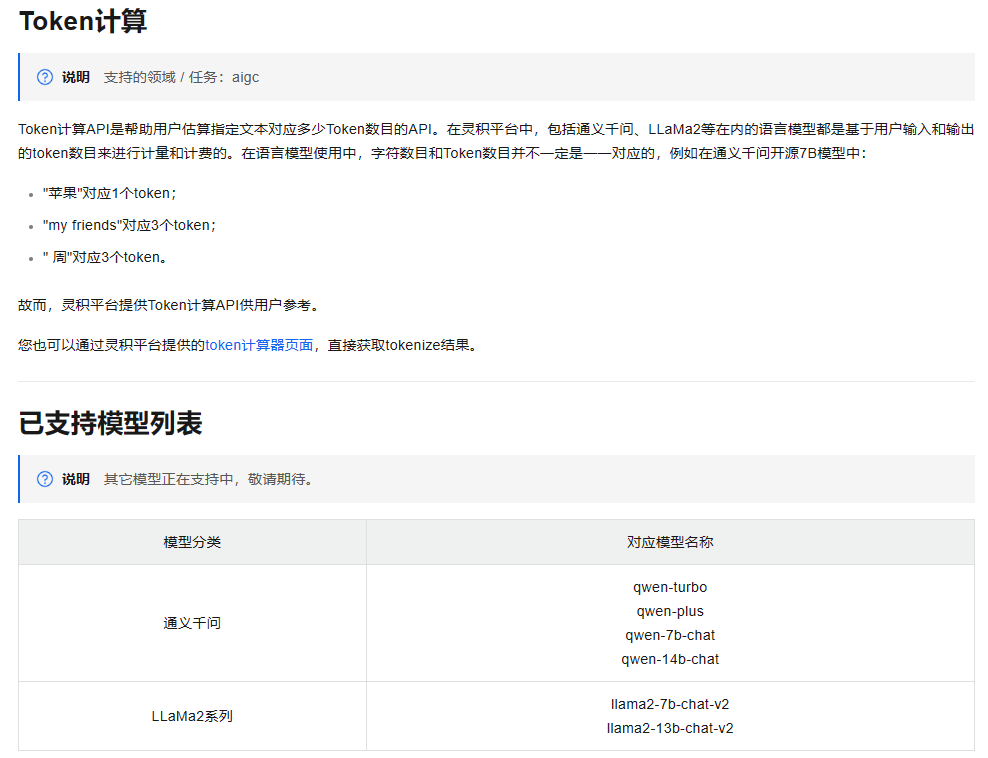 Token计算
说明 支持的领域 / 任务：aigc
Token计算API是帮助用户估算指定文本对应多少Token数目的API。在灵积平台中，包括通义千问、LLaMa2等在内的语言模型都是基于用户输入和输出
的token数目来进行计量和计费的。在语言模型使用中，字符数目和Token数目并不一定是一一对应的，例如在通义千问开源7B模型中：
"苹果"对应1个token；
"my friends"对应3个token；
" 周"对应3个token。
故而，灵积平台提供Token计算API供用户参考。
您也可以通过灵积平台提供的token计算器页面，直接获取tokenize结果。
已支持模型列表
说明 其它模型正在支持中，敬请期待。
模型分类 对应模型名称
通义千问
qwen-turbo
qwen-plus
qwen-7b-chat
qwen-14b-chat
LLaMa2系列
llama2-7b-chat-v2
llama2-13b-chat-v2